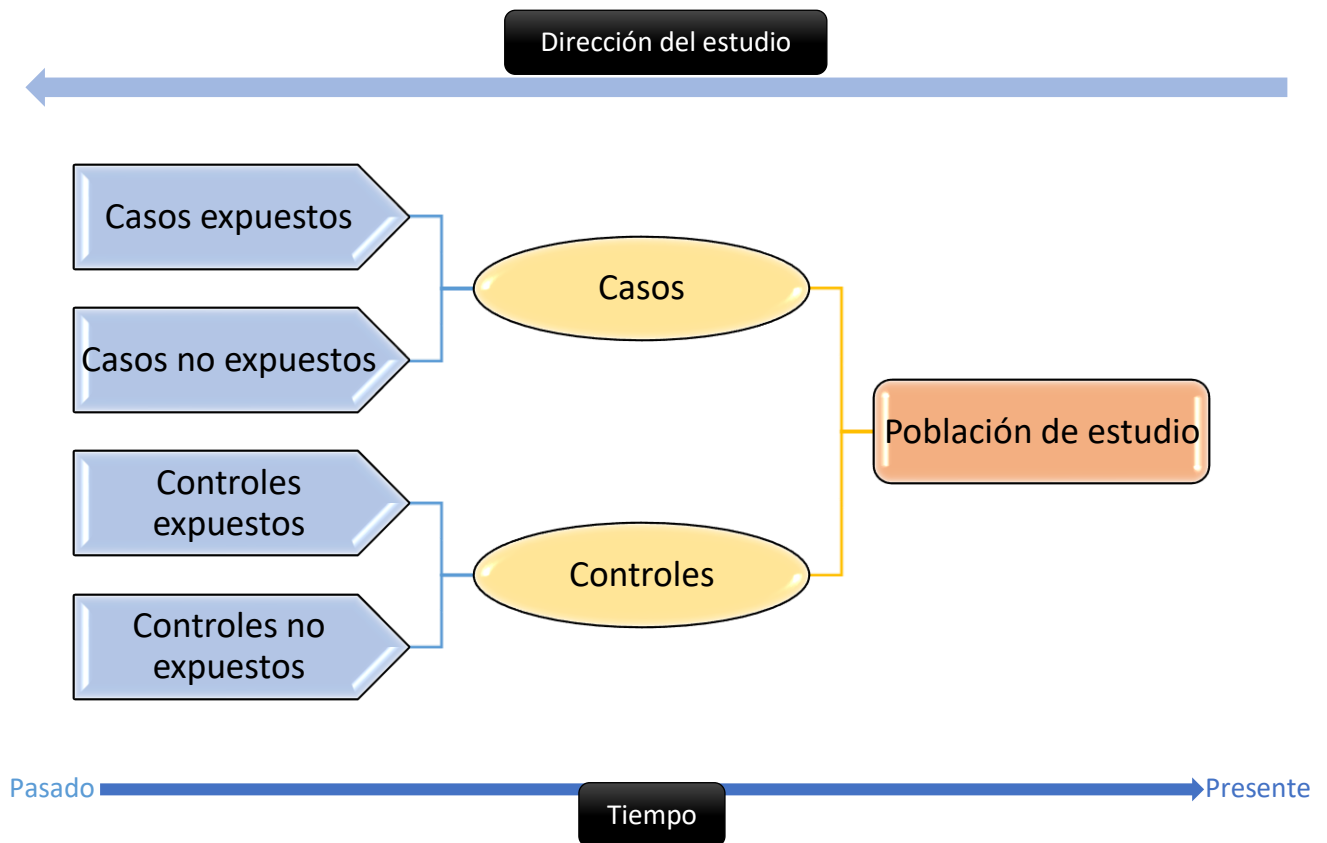 Dirección del estudio
Casos expuestos
Casos
Casos no expuestos
Población de estudio
Controles
expuestos
Controles
Controles no
expuestos
Pasado
Presente
Tiempo